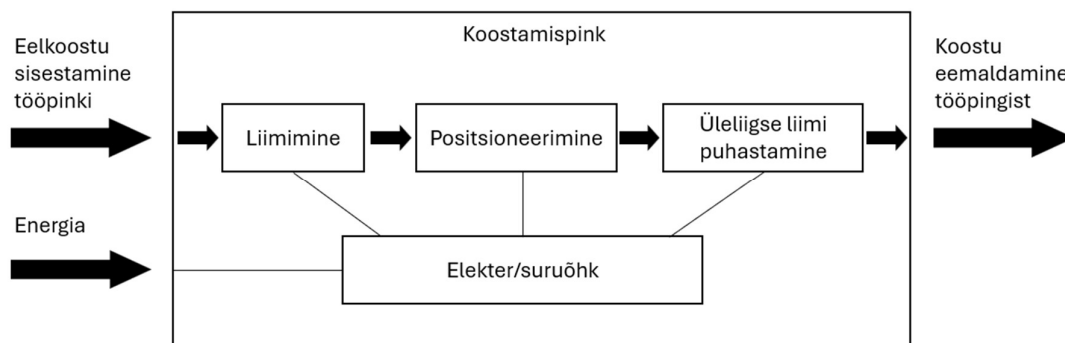 Koostamispink
Eelkoostu
sisestamine
tööpinki
Liimimine
Positsioneerimine
Üleliigse liimi
puhastamine
Koostu
eemaldamine
tööpingist
Energia
Elekter/suruõhk